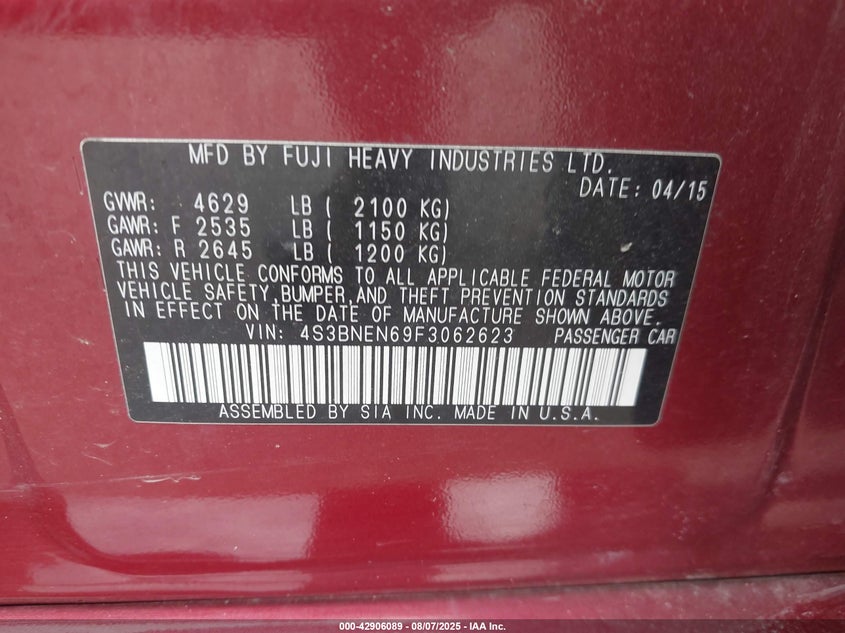 MFD BY FUJI HEAVY INDUSTRIES LTD.
DATE: 04/15
GVWR: 4629 LB ( 2100 KG)
GAWR: F 2535 LB ( 1150 KG)
GAWR: R 2645 LB ( 1200 KG)
THIS VEHICLE CONFORMS TO ALL APPLICABLE FEDERAL MOTOR
VEHICLE SAFETY,BUMPER,AND THEFT PREVENTION STANDARDS
IN EFFECT ON THE DATE OF MANUFACTURE SHOWN ABOVE.
VIN: 4S3BNEN69F3062623 PASSENGER CAR
ASSEMBLED BY SIA INC. MADE IN U.S.A.
000-42906089 - 08/07/2025 - IAA Inc.